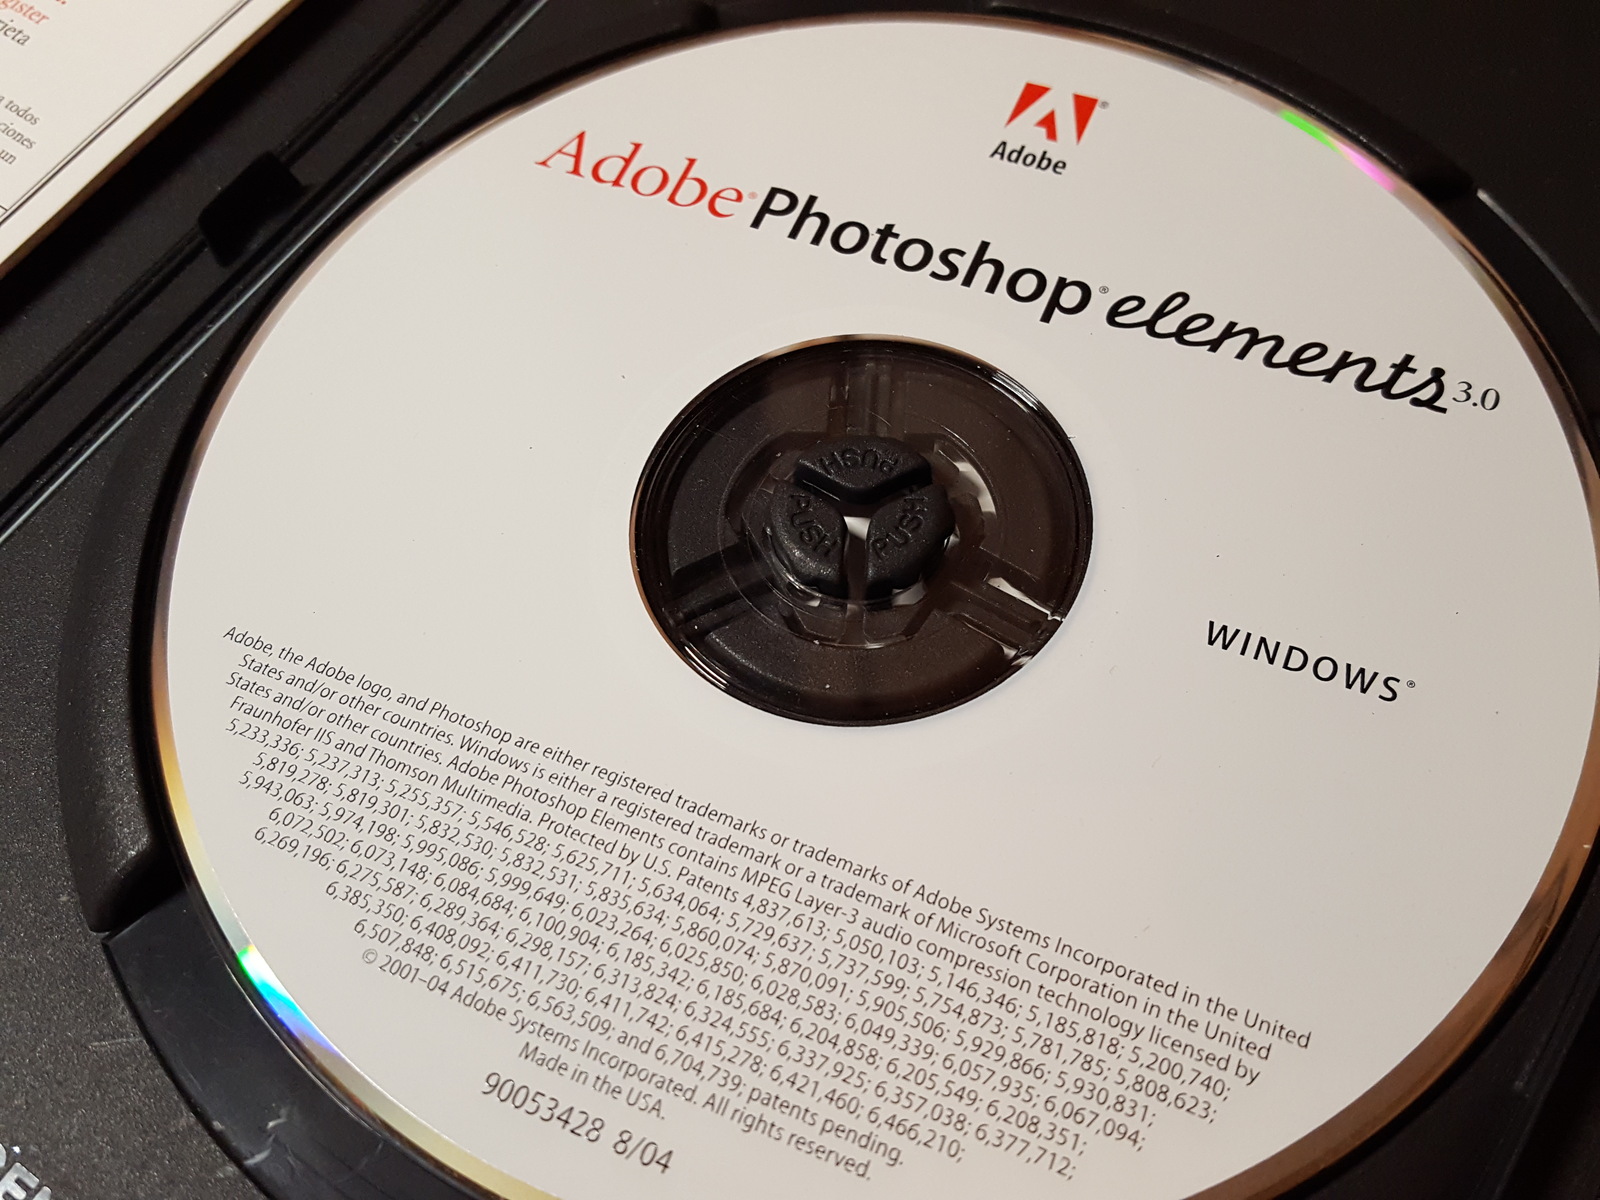 gister
rjeta
a todos
ciones
un
Adobe
Adobe® Photoshop® elements 3.0
PUSH
PUSH
PUSH
WINDOWS®
Adobe, the Adobe logo, and Photoshop are either registered trademarks or trademarks of Adobe Systems Incorporated in the United
States and/or other countries. Windows is either a registered trademark or a trademark of Microsoft Corporation in the United
States and/or other countries. Adobe Photoshop Elements contains MPEG Layer-3 audio compression technology licensed by
Fraunhofer IIS and Thomson Multimedia. Protected by U.S. Patents 4,837,613; 5,050,103; 5,146,346; 5,185,818; 5,200,740;
5,233,336; 5,237,313; 5,255,357; 5,546,528; 5,625,711; 5,634,064; 5,729,637; 5,737,599; 5,754,873; 5,781,785; 5,808,623;
5,819,278; 5,819,301; 5,832,530; 5,832,531; 5,835,634; 5,860,074; 5,870,091; 5,905,506; 5,929,866; 5,930,831;
5,943,063; 5,974,198; 5,995,086; 5,999,649; 6,023,264; 6,025,850; 6,028,583; 6,049,339; 6,057,935; 6,067,094;
6,072,502; 6,073,148; 6,084,684; 6,100,904; 6,185,342; 6,185,684; 6,204,858; 6,205,549; 6,208,351;
6,269,196; 6,275,587; 6,289,364; 6,298,157; 6,313,824; 6,324,555; 6,337,925; 6,357,038; 6,377,712;
6,385,350; 6,408,092; 6,411,730; 6,411,742; 6,415,278; 6,421,460; 6,466,210;
6,507,848; 6,515,675; 6,563,509; and 6,704,739; patents pending.
© 2001–04 Adobe Systems Incorporated. All rights reserved.
Made in the USA.
90053428 8/04